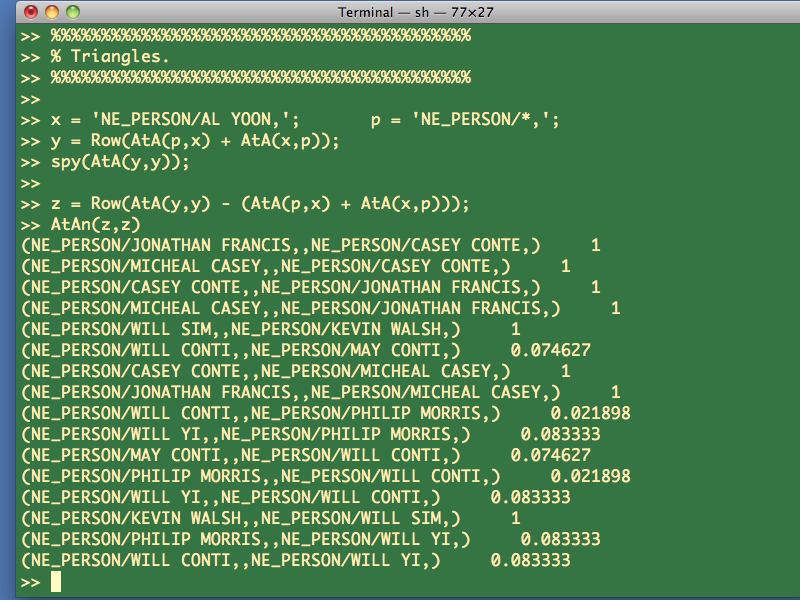 Terminal — sh — 77×27
>> %%%%%%%%%%%%%%%%%%%%%%%%%%%%%%%%%%%%%%%%%%
>> % Triangles.
>> %%%%%%%%%%%%%%%%%%%%%%%%%%%%%%%%%%%%%%%%%%
>>
>> x = 'NE_PERSON/AL YOON,';       p = 'NE_PERSON/*,';
>> y = Row(AtA(p,x) + AtA(x,p));
>> spy(AtA(y,y));
>>
>> z = Row(AtA(y,y) - (AtA(p,x) + AtA(x,p)));
>> AtAn(z,z)
(NE_PERSON/JONATHAN FRANCIS,,NE_PERSON/CASEY CONTE,)     1
(NE_PERSON/MICHEAL CASEY,,NE_PERSON/CASEY CONTE,)     1
(NE_PERSON/CASEY CONTE,,NE_PERSON/JONATHAN FRANCIS,)     1
(NE_PERSON/MICHEAL CASEY,,NE_PERSON/JONATHAN FRANCIS,)     1
(NE_PERSON/WILL SIM,,NE_PERSON/KEVIN WALSH,)     1
(NE_PERSON/WILL CONTI,,NE_PERSON/MAY CONTI,)     0.074627
(NE_PERSON/CASEY CONTE,,NE_PERSON/MICHEAL CASEY,)     1
(NE_PERSON/JONATHAN FRANCIS,,NE_PERSON/MICHEAL CASEY,)     1
(NE_PERSON/WILL CONTI,,NE_PERSON/PHILIP MORRIS,)     0.021898
(NE_PERSON/WILL YI,,NE_PERSON/PHILIP MORRIS,)     0.083333
(NE_PERSON/MAY CONTI,,NE_PERSON/WILL CONTI,)     0.074627
(NE_PERSON/PHILIP MORRIS,,NE_PERSON/WILL CONTI,)     0.021898
(NE_PERSON/WILL YI,,NE_PERSON/WILL CONTI,)     0.083333
(NE_PERSON/KEVIN WALSH,,NE_PERSON/WILL SIM,)     1
(NE_PERSON/PHILIP MORRIS,,NE_PERSON/WILL YI,)     0.083333
(NE_PERSON/WILL CONTI,,NE_PERSON/WILL YI,)     0.083333
>>